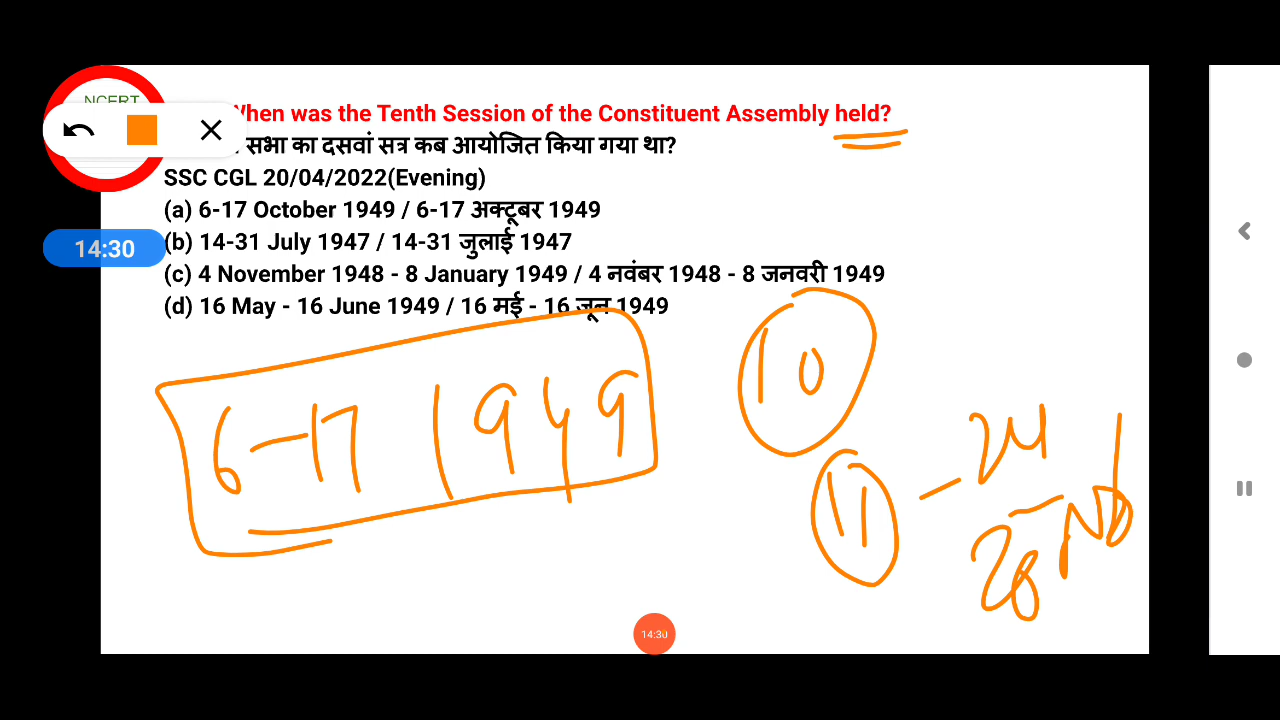 NCERT
When was the Tenth Session of the Constituent Assembly held?
सभा का दसवां सत्र कब आयोजित किया गया था?
SSC CGL 20/04/2022(Evening)
14:30
(a) 6-17 October 1949 / 6-17 अक्टूबर 1949
(b) 14-31 July 1947 / 14-31 जुलाई 1947
(c) 4 November 1948 - 8 January 1949 / 4 नवंबर 1948 - 8 जनवरी 1949
(d) 16 May - 16 June 1949 / 16 मई - 16 जून 1949
10
6-17 1949
11 - 24
26
14:30